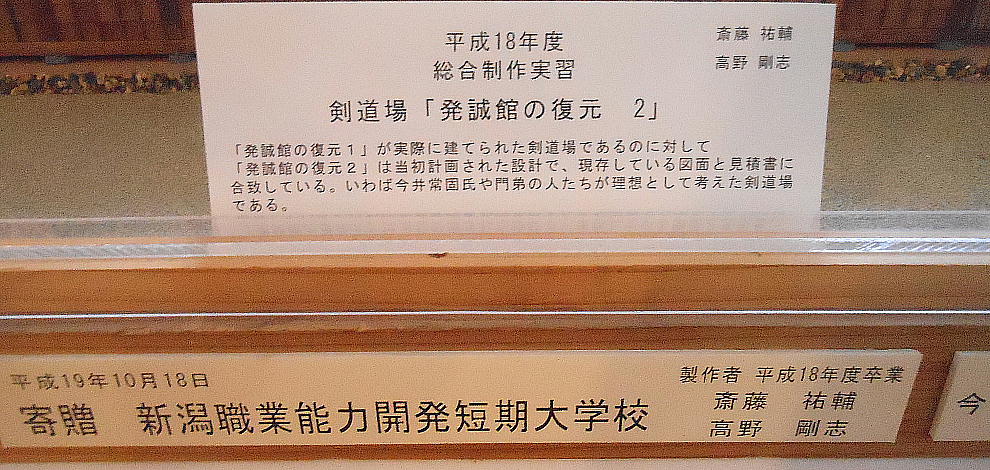 平成18年度
総合制作実習
斎藤 祐輔
高野 剛志
剣道場「発誠館の復元 2」
「発誠館の復元1」が実際に建てられた剣道場であるのに対して
「発誠館の復元2」は当初計画された設計で、現存している図面と見積書に
合致している。いわば今井常固氏や門弟の人たちが理想として考えた剣道場
である。
平成19年10月18日
寄贈 新潟職業能力開発短期大学校
製作者 平成18年度卒業
斎藤 祐輔
高野 剛志
今